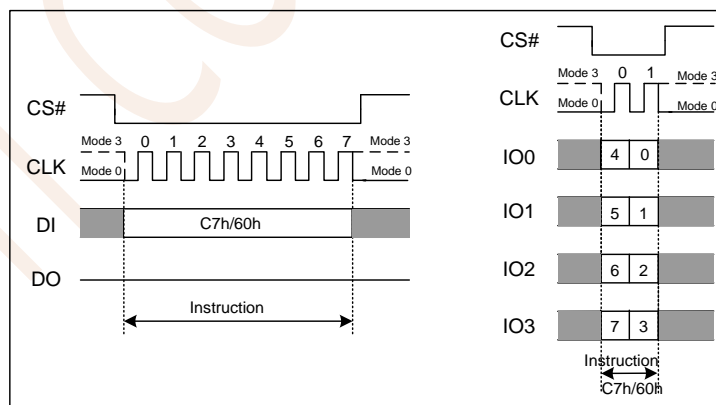 CS#
Mode 3 0 1 2 3 4 5 6 7 Mode 3
CLK
Mode 0 Mode 0
DI C7h/60h
DO
Instruction
CS#
Mode 3 0 1 Mode 3
CLK
Mode 0 Mode 0
IO0 4 0
IO1 5 1
IO2 6 2
IO3 7 3
Instruction
C7h/60h